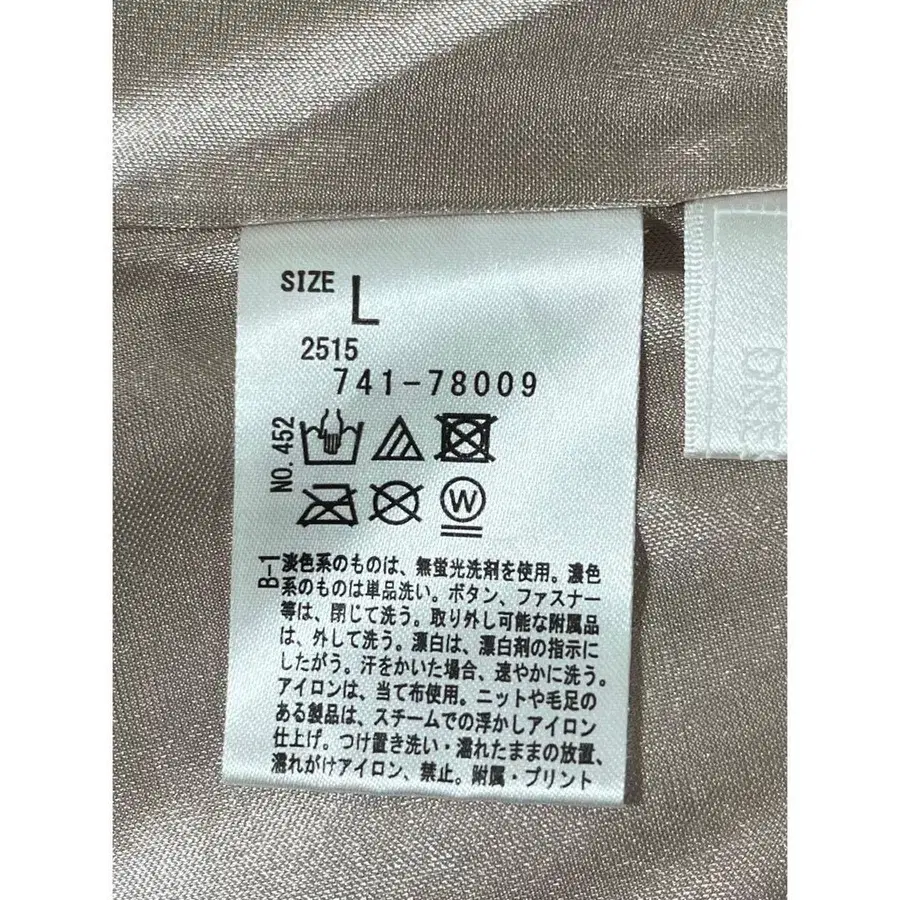 SIZE L
2515
741-78009
NO. 452
W
B-1
淡色系のものは、無蛍光洗剤を使用。濃色
系のものは単品洗い。ボタン、ファスナー
等は、閉じて洗う。取り外し可能な附属品
は、外して洗う。漂白は、漂白剤の指示に
したがう。汗をかいた場合、速やかに洗う。
アイロンは、当て布使用。ニットや毛足の
ある製品は、スチームでの浮かしアイロン
仕上げ。つけ置き洗い・濡れたままの放置、
濡れがけアイロン、禁止。附属・プリント